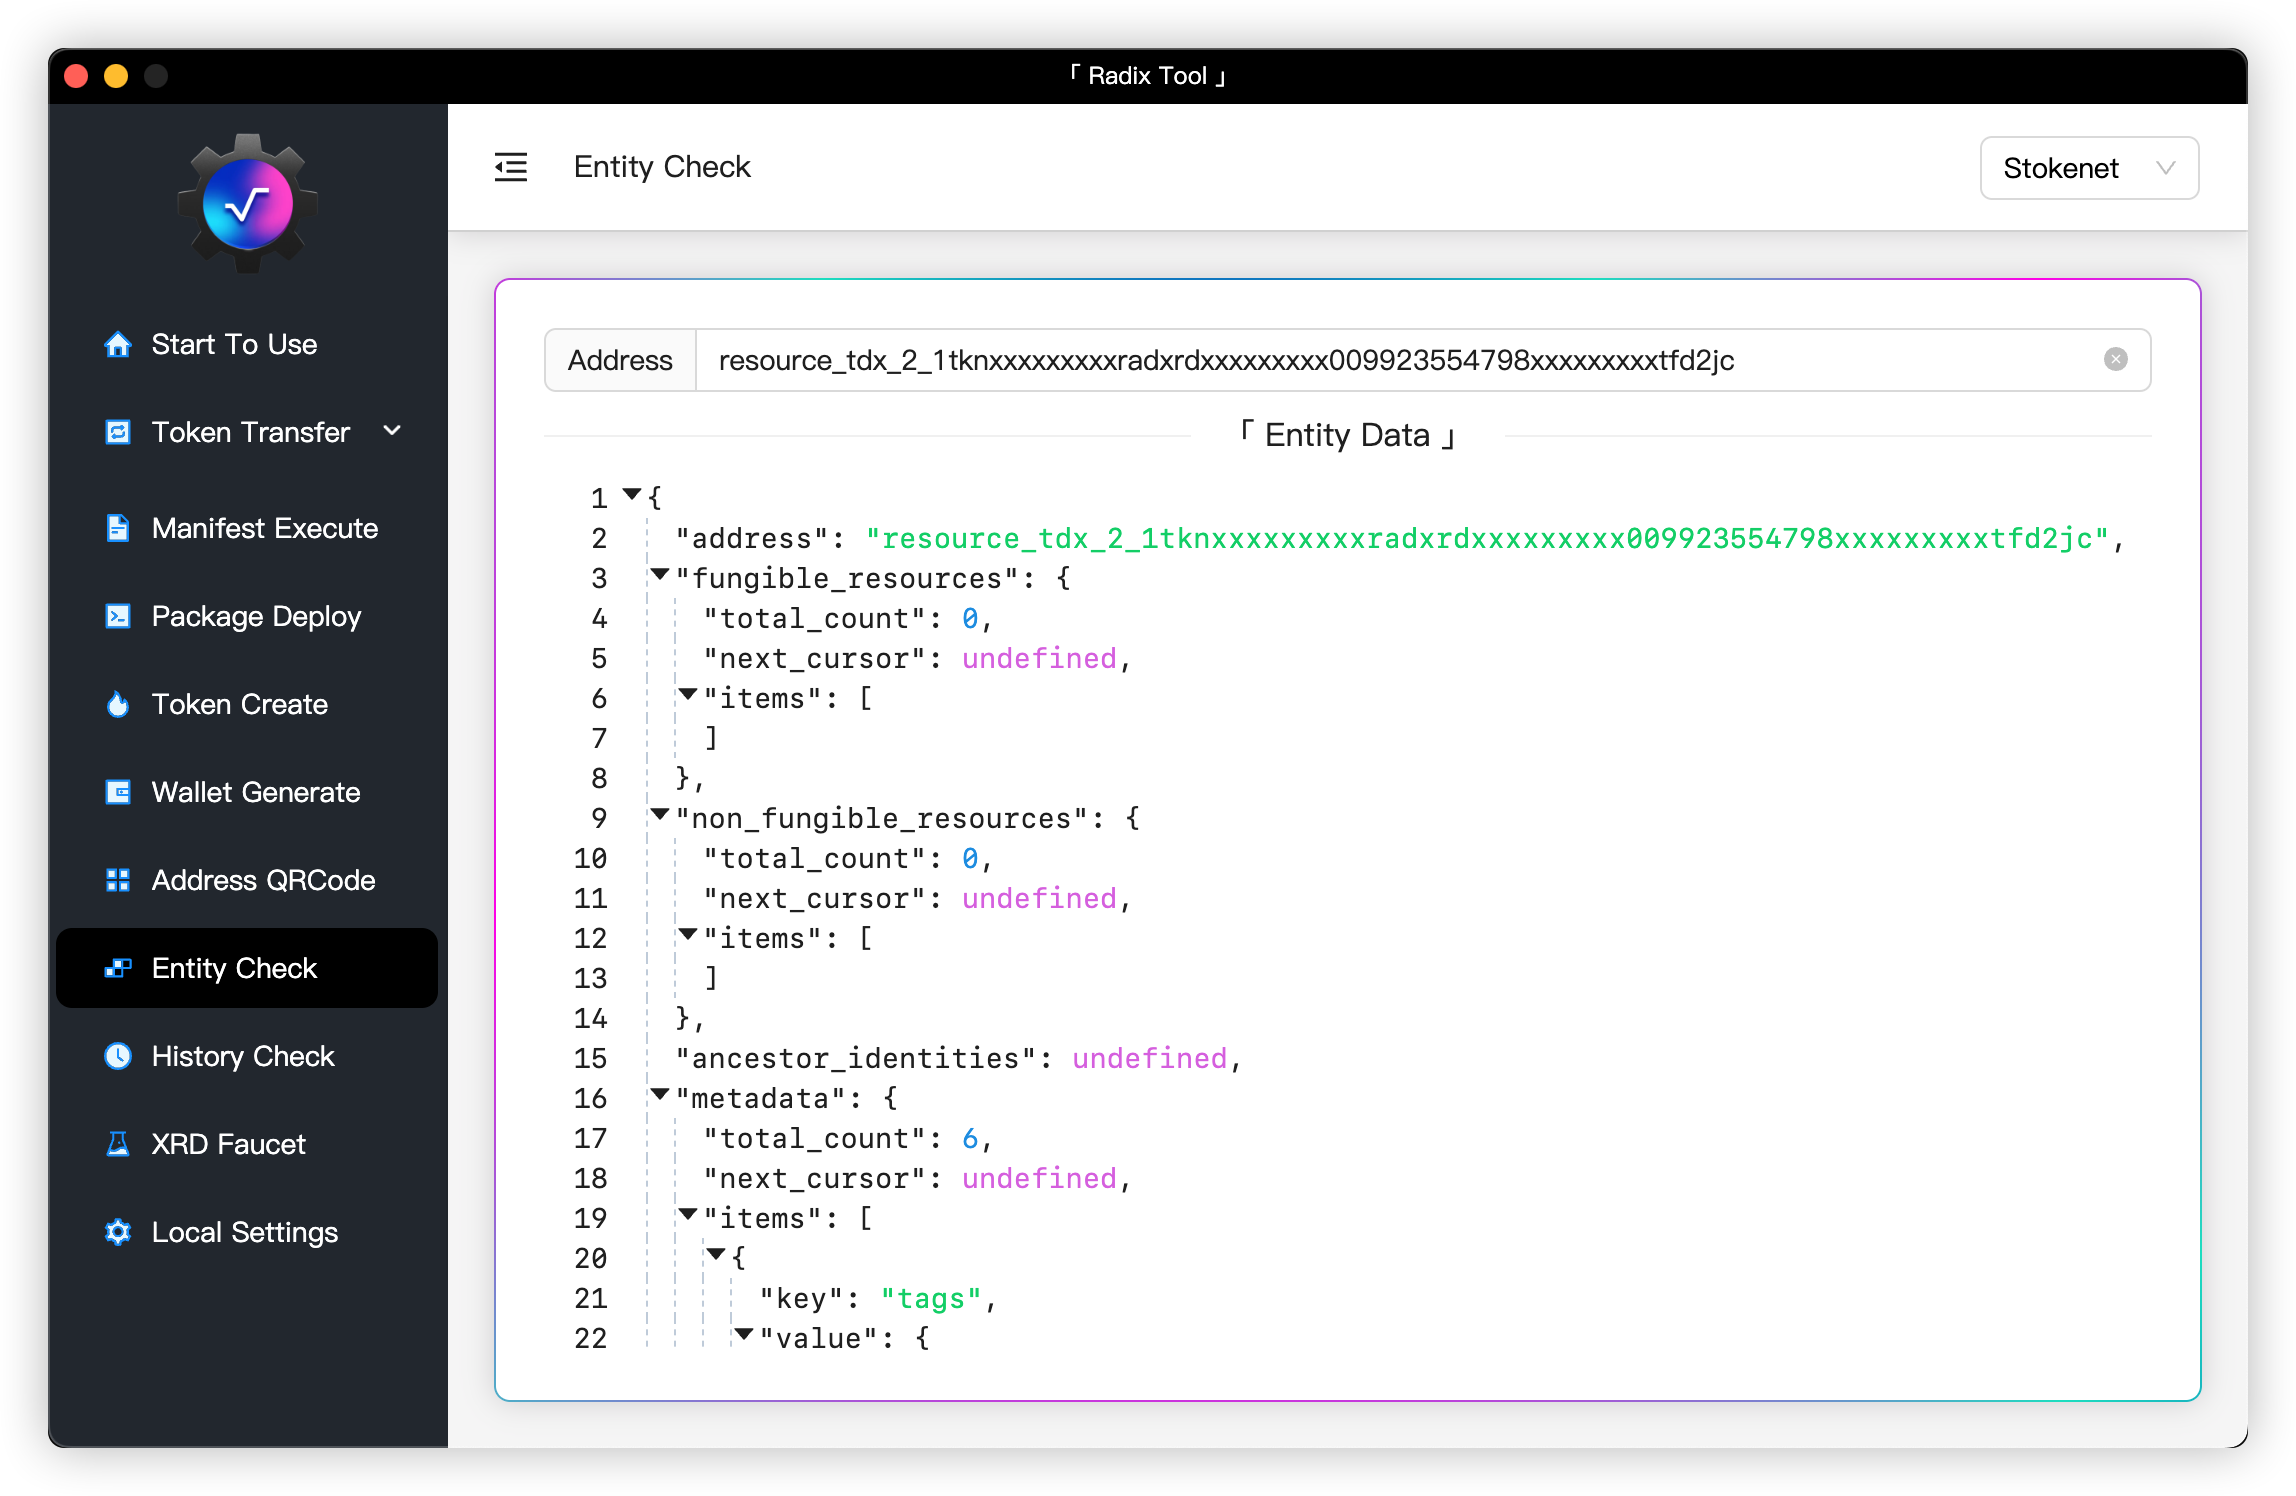 「 Radix Tool 」
Start To Use
Token Transfer
Manifest Execute
Package Deploy
Token Create
Wallet Generate
Address QRCode
Entity Check
History Check
XRD Faucet
Local Settings
Entity Check
Stokenet
Address
resource_tdx_2_1tknxxxxxxxxxradxrdxxxxxxxxx009923554798xxxxxxxxxtfd2jc
「 Entity Data 」
1 {
2 "address": "resource_tdx_2_1tknxxxxxxxxxradxrdxxxxxxxxx009923554798xxxxxxxxxtfd2jc",
3 "fungible_resources": {
4 "total_count": 0,
5 "next_cursor": undefined,
6 "items": [
7 ]
8 },
9 "non_fungible_resources": {
10 "total_count": 0,
11 "next_cursor": undefined,
12 "items": [
13 ]
14 },
15 "ancestor_identities": undefined,
16 "metadata": {
17 "total_count": 6,
18 "next_cursor": undefined,
19 "items": [
20 {
21 "key": "tags",
22 "value": {